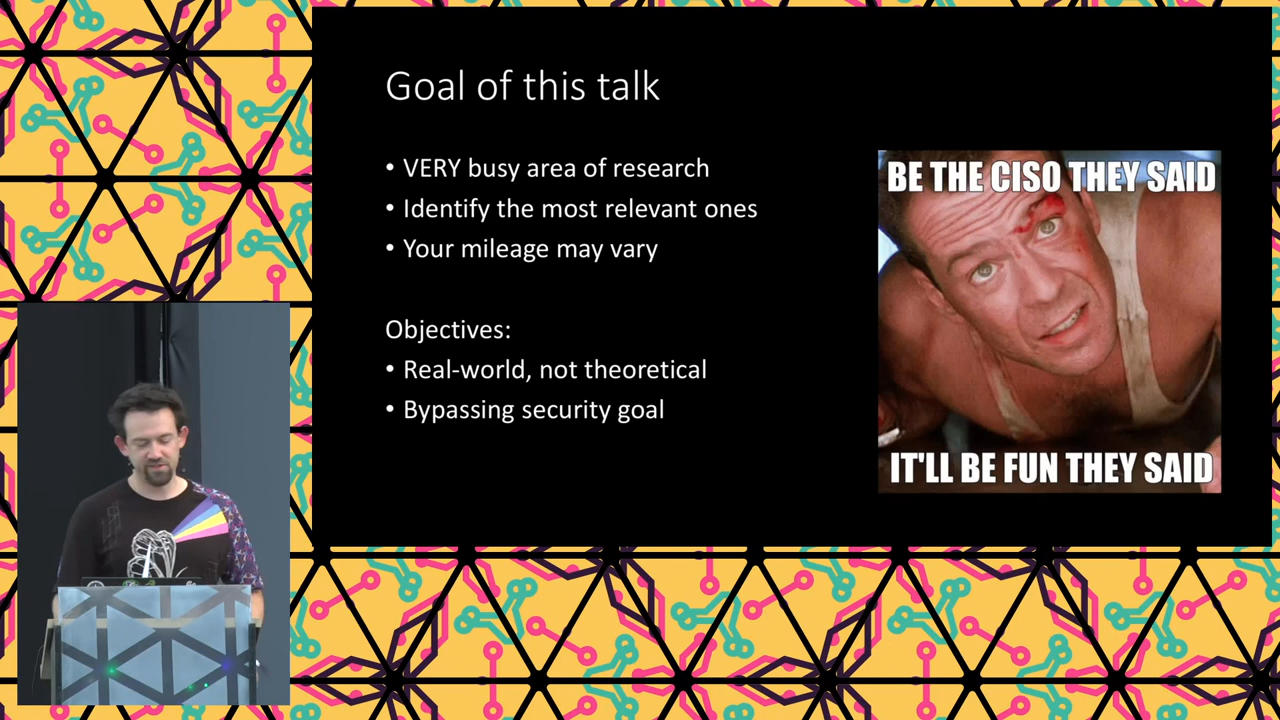 Goal of this talk
• VERY busy area of research
• Identify the most relevant ones
• Your mileage may vary
Objectives:
• Real-world, not theoretical
• Bypassing security goal
BE THE CISO THEY SAID
IT'LL BE FUN THEY SAID